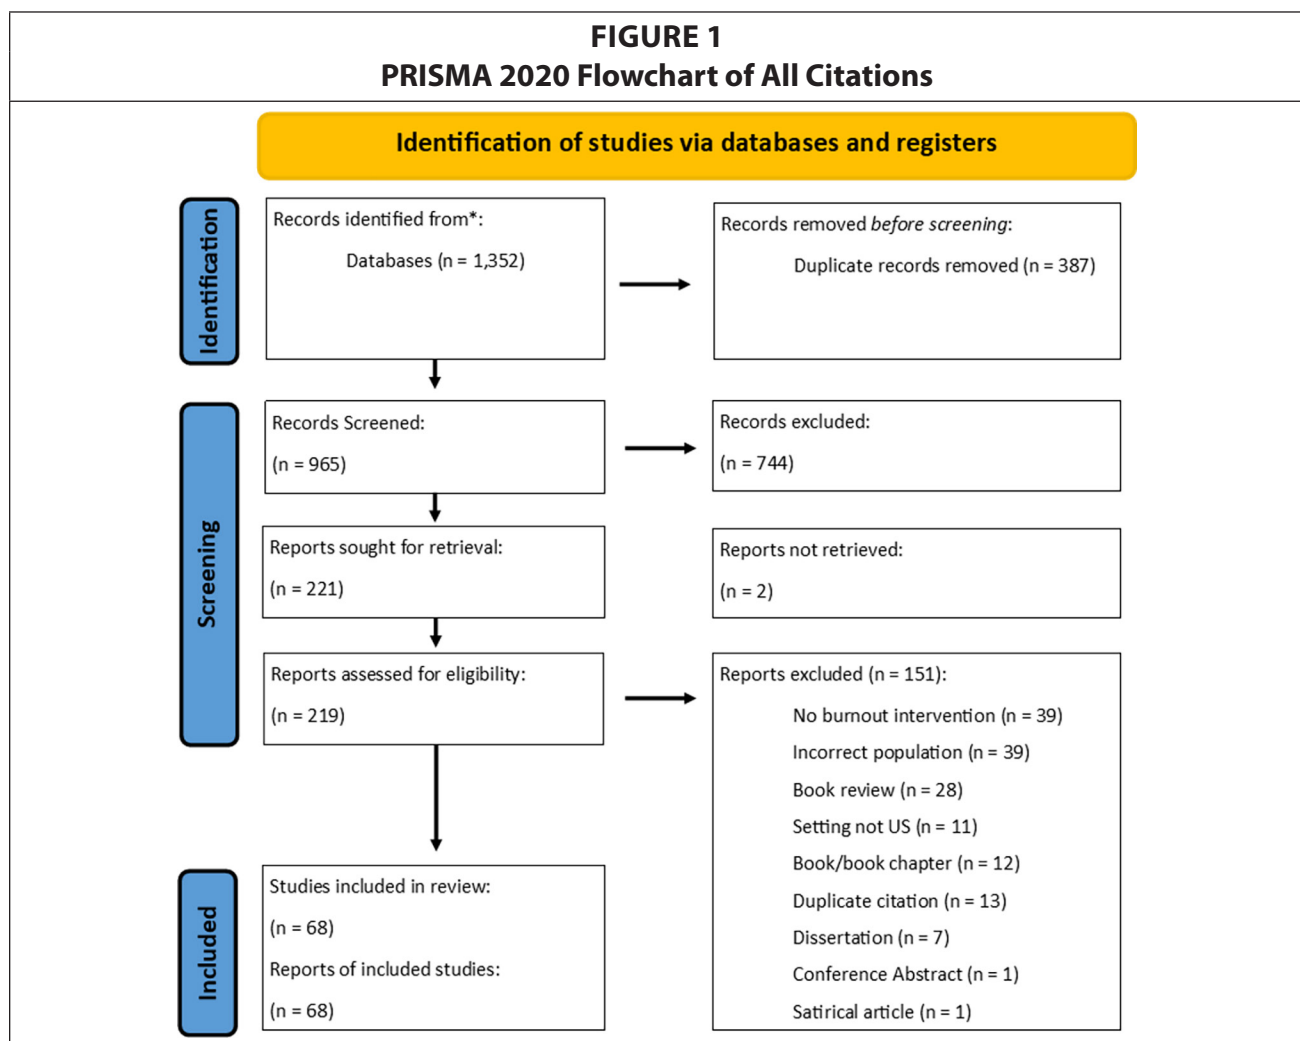 FIGURE 1
PRISMA 2020 Flowchart of All Citations
Identification of studies via databases and registers
Identification
Records identified from*:
Databases (n = 1,352)
Records removed before screening:
Duplicate records removed (n = 387)
Screening
Records Screened:
(n = 965)
Records excluded:
(n = 744)
Reports sought for retrieval:
(n = 221)
Reports not retrieved:
(n = 2)
Reports assessed for eligibility:
(n = 219)
Reports excluded (n = 151):
No burnout intervention (n = 39)
Incorrect population (n = 39)
Book review (n = 28)
Setting not US (n = 11)
Book/book chapter (n = 12)
Duplicate citation (n = 13)
Dissertation (n = 7)
Conference Abstract (n = 1)
Satirical article (n = 1)
Included
Studies included in review:
(n = 68)
Reports of included studies:
(n = 68)